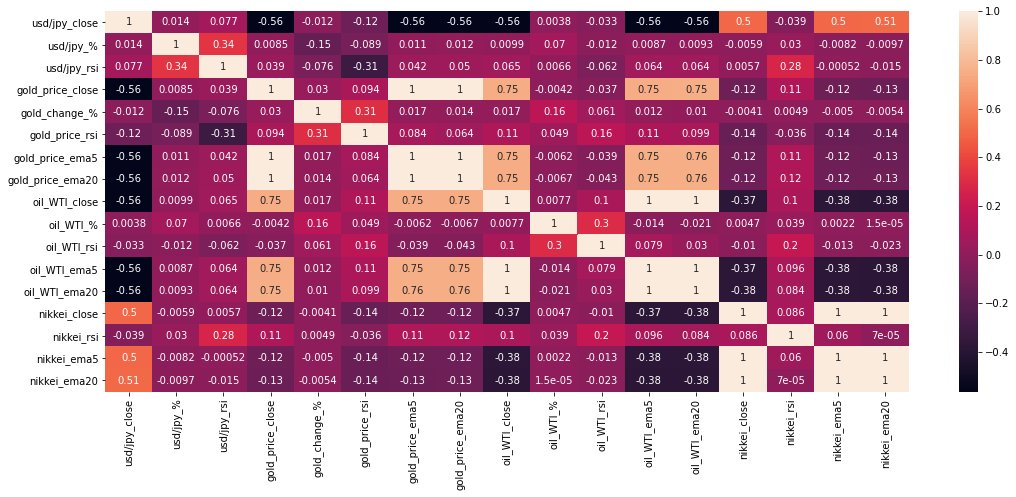 usd/jpy_close 1 0.014 0.077 -0.56 -0.012 -0.12 -0.56 -0.56 -0.56 0.0038 -0.033 -0.56 -0.56 0.5 -0.039 0.5 0.51
usd/jpy_% 0.014 1 0.34 0.0085 -0.15 -0.089 0.011 0.012 0.0099 0.07 -0.012 0.0087 0.0093 -0.0059 0.03 -0.0082 -0.0097
usd/jpy_rsi 0.077 0.34 1 0.039 -0.076 -0.31 0.042 0.05 0.065 0.0066 -0.062 0.064 0.064 0.0057 0.28 -0.00052 -0.015
gold_price_close -0.56 0.0085 0.039 1 0.03 0.094 1 1 0.75 -0.0042 -0.037 0.75 0.75 -0.12 0.11 -0.12 -0.13
gold_change_% -0.012 -0.15 -0.076 0.03 1 0.31 0.017 0.014 0.017 0.16 0.061 0.012 0.01 -0.0041 0.0049 -0.005 -0.0054
gold_price_rsi -0.12 -0.089 -0.31 0.094 0.31 1 0.084 0.064 0.11 0.049 0.16 0.11 0.099 -0.14 -0.036 -0.14 -0.14
gold_price_ema5 -0.56 0.011 0.042 1 0.017 0.084 1 1 0.75 -0.0062 -0.039 0.75 0.76 -0.12 0.11 -0.12 -0.13
gold_price_ema20 -0.56 0.012 0.05 1 0.014 0.064 1 1 0.75 -0.0067 -0.043 0.75 0.76 -0.12 0.12 -0.12 -0.13
oil_WTI_close -0.56 0.0099 0.065 0.75 0.017 0.11 0.75 0.75 1 0.0077 0.1 1 1 -0.37 0.1 -0.38 -0.38
oil_WTI_% 0.0038 0.07 0.0066 -0.0042 0.16 0.049 -0.0062 -0.0067 0.0077 1 0.3 -0.014 -0.021 0.0047 0.039 0.0022 1.5e-05
oil_WTI_rsi -0.033 -0.012 -0.062 -0.037 0.061 0.16 -0.039 -0.043 0.1 0.3 1 0.079 0.03 -0.01 0.2 -0.013 -0.023
oil_WTI_ema5 -0.56 0.0087 0.064 0.75 0.012 0.11 0.75 0.75 1 -0.014 0.079 1 1 -0.37 0.096 -0.38 -0.38
oil_WTI_ema20 -0.56 0.0093 0.064 0.75 0.01 0.099 0.76 0.76 1 -0.021 0.03 1 1 -0.38 0.084 -0.38 -0.38
nikkei_close 0.5 -0.0059 0.0057 -0.12 -0.0041 -0.14 -0.12 -0.12 -0.37 0.0047 -0.01 -0.37 -0.38 1 0.086 1 1
nikkei_rsi -0.039 0.03 0.28 0.11 0.0049 -0.036 0.11 0.12 0.1 0.039 0.2 0.096 0.084 0.086 1 0.06 7e-05
nikkei_ema5 0.5 -0.0082 -0.00052 -0.12 -0.005 -0.14 -0.12 -0.12 -0.38 0.0022 -0.013 -0.38 -0.38 1 0.06 1 1
nikkei_ema20 0.51 -0.0097 -0.015 -0.13 -0.0054 -0.14 -0.13 -0.13 -0.38 1.5e-05 -0.023 -0.38 -0.38 1 7e-05 1 1
usd/jpy_close
usd/jpy_%
usd/jpy_rsi
gold_price_close
gold_change_%
gold_price_rsi
gold_price_ema5
gold_price_ema20
oil_WTI_close
oil_WTI_%
oil_WTI_rsi
oil_WTI_ema5
oil_WTI_ema20
nikkei_close
nikkei_rsi
nikkei_ema5
nikkei_ema20
1.0
0.8
0.6
0.4
0.2
0.0
−0.2
−0.4